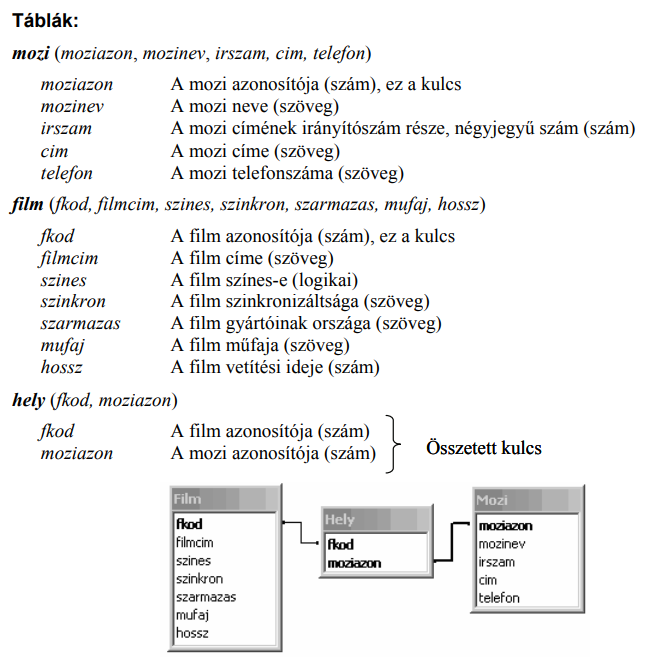 Táblák:
mozi (moziazon, mozinev, irszam, cim, telefon)
moziazon A mozi azonosítója (szám), ez a kulcs
mozinev A mozi neve (szöveg)
irszam A mozi címének irányítószám része, négyjegyű szám (szám)
cim A mozi címe (szöveg)
telefon A mozi telefonszáma (szöveg)
film (fkod, filmcim, szines, szinkron, szarmazas, mufaj, hossz)
fkod A film azonosítója (szám), ez a kulcs
filmcim A film címe (szöveg)
szines A film színes-e (logikai)
szinkron A film szinkronizáltsága (szöveg)
szarmazas A film gyártóinak országa (szöveg)
mufaj A film műfaja (szöveg)
hossz A film vetítési ideje (szám)
hely (fkod, moziazon)
fkod A film azonosítója (szám)
moziazon A mozi azonosítója (szám)
Összetett kulcs
Film
fkod
filmcim
szines
szinkron
szarmazas
mufaj
hossz
Hely
fkod
moziazon
Mozi
moziazon
mozinev
irszam
cim
telefon